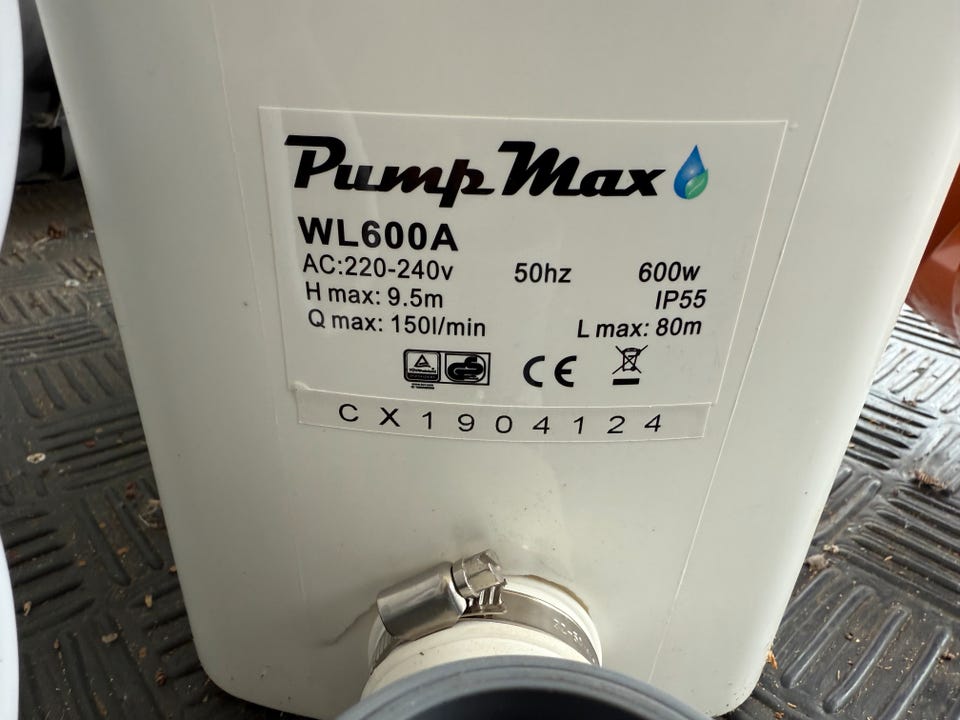 Pump Max
WL600A
AC:220-240v 50hz 600w
H max: 9.5m IP55
Q max: 150l/min L max: 80m
CE
CX1904124